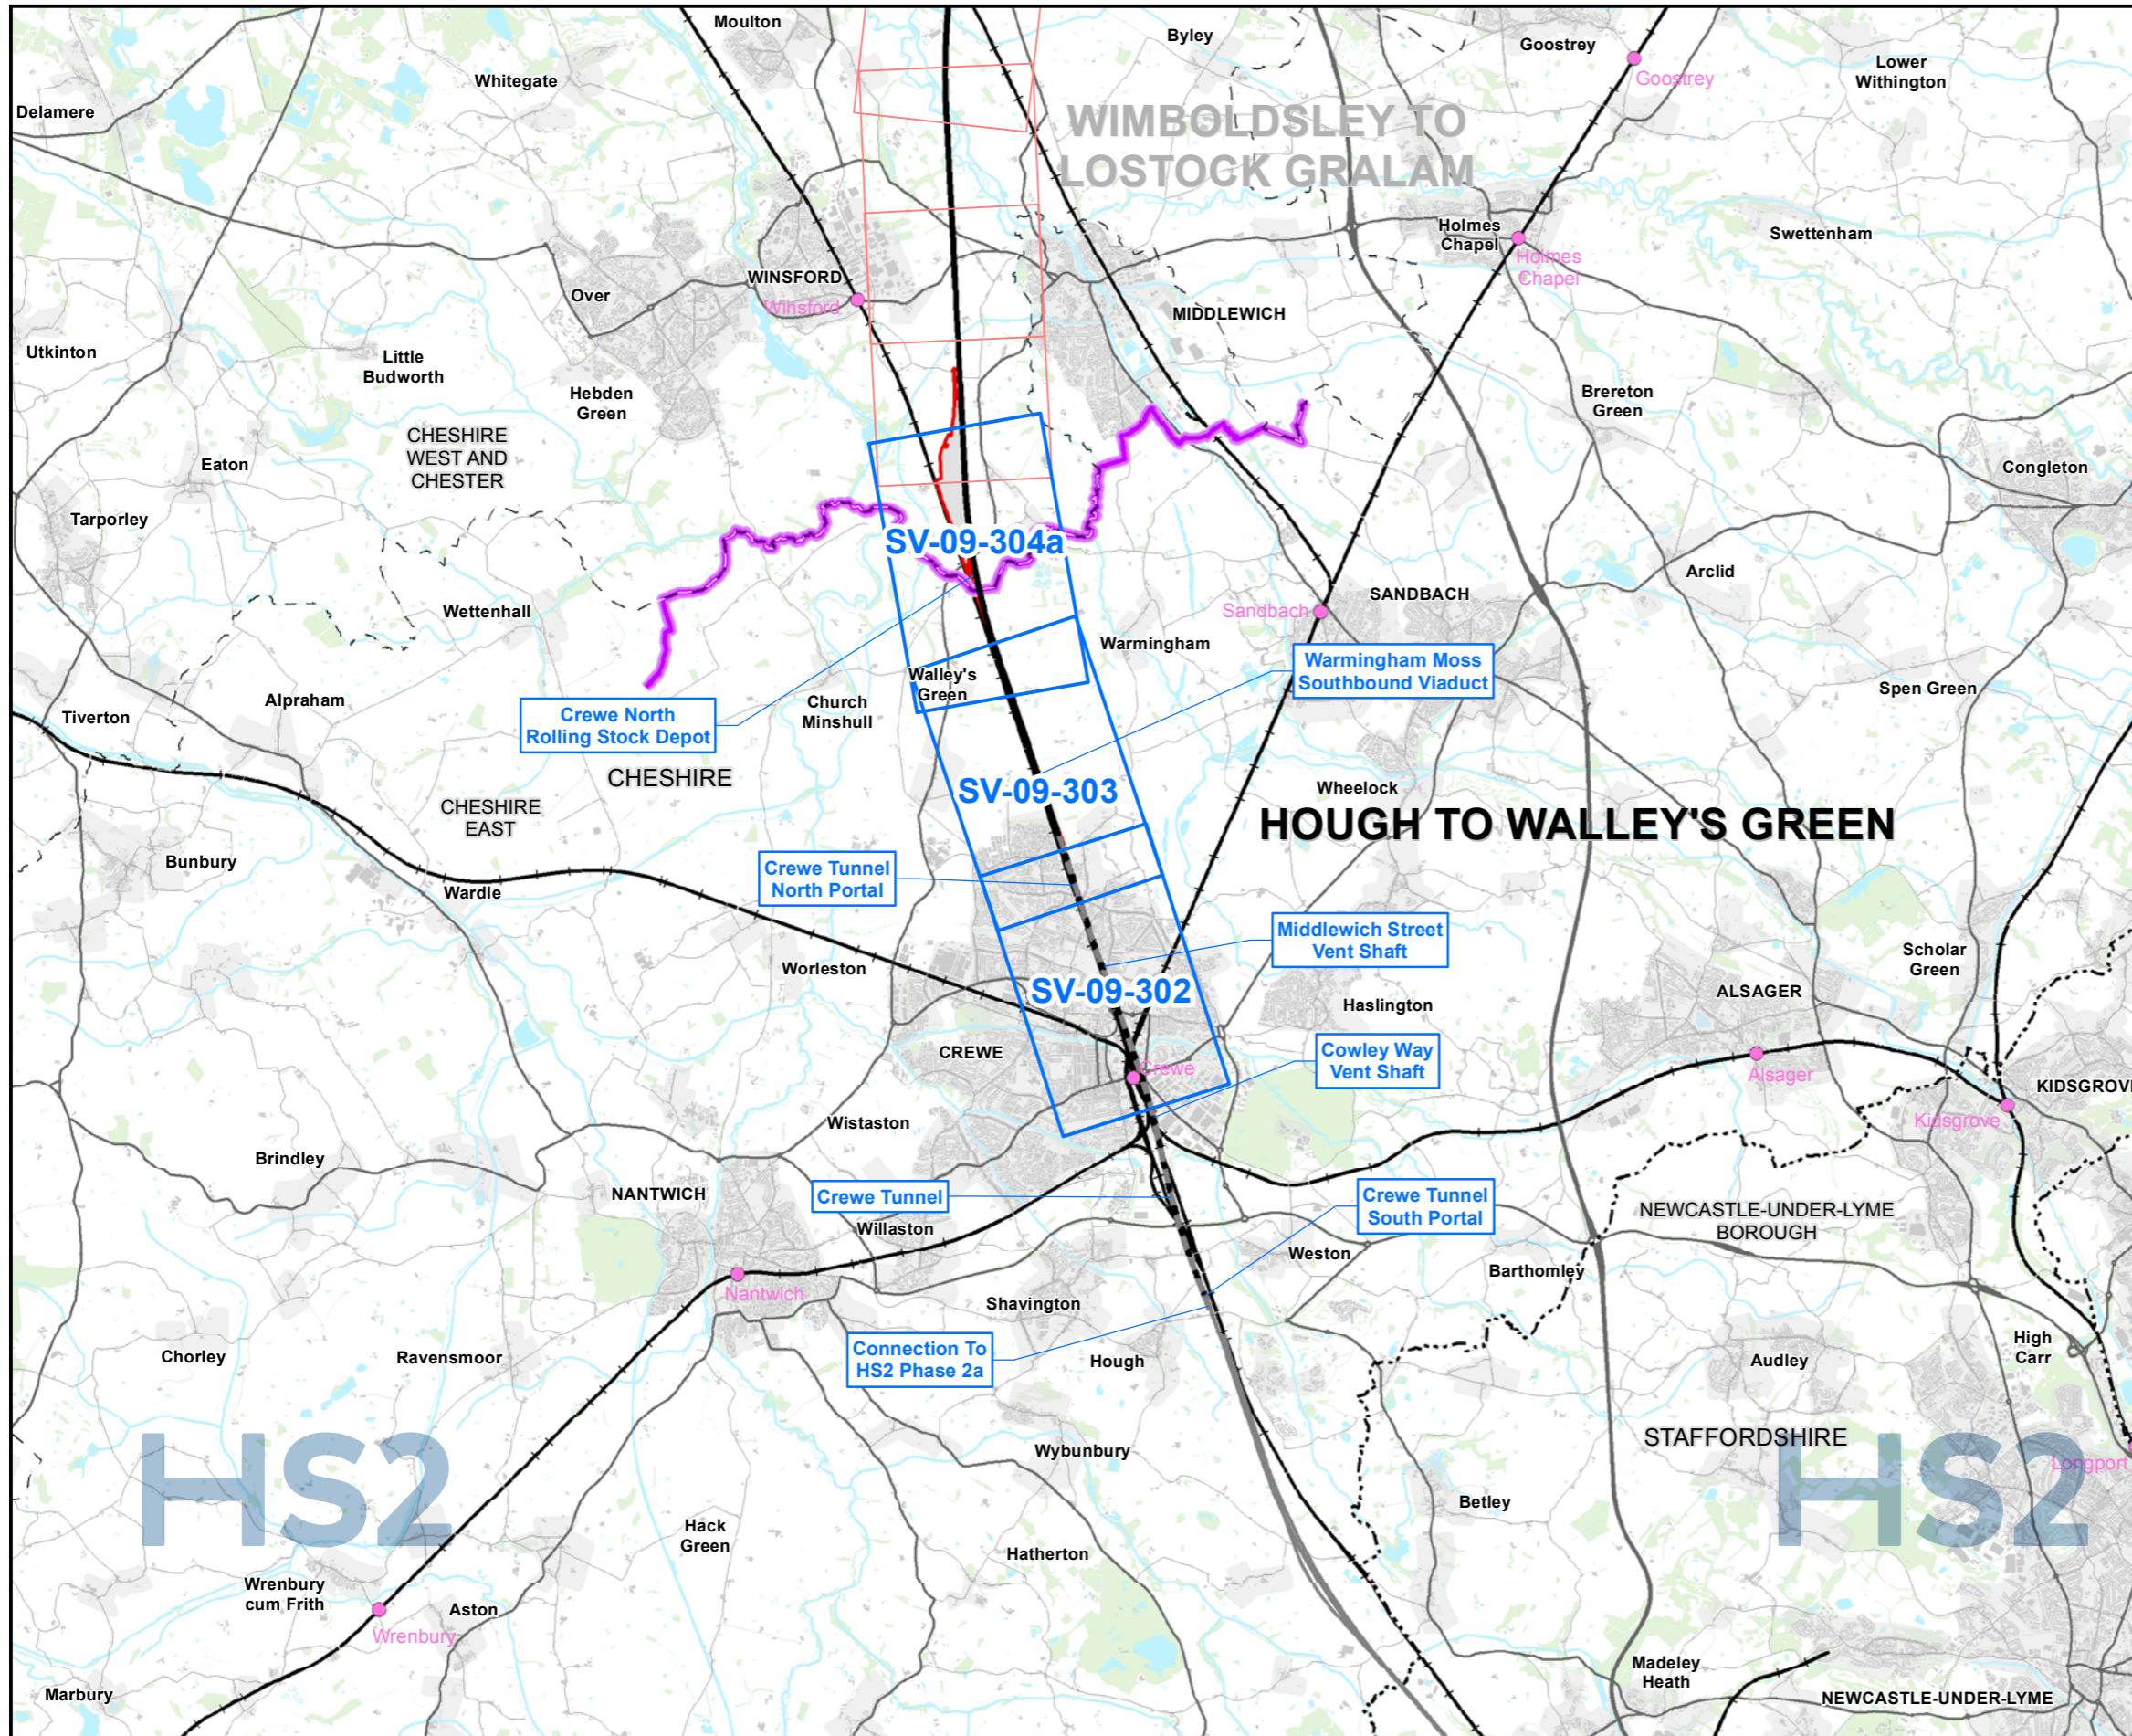 Moulton
Byley
Goostrey
Goostrey
Lower
Withington
Whitegate
Delamere
WIMBOLDSLEY TO
LOSTOCK GRALAM
Holmes
Chapel
Holmes
Chapel
Swettenham
WINSFORD
Winsford
Over
MIDDLEWICH
Utkinton
Little
Budworth
Hebden
Green
Brereton
Green
CHESHIRE
WEST AND
CHESTER
Eaton
Congleton
Tarporley
SV-09-304a
Arclid
Wettenhall
Sandbach
SANDBACH
Warmingham
Warmingham Moss
Southbound Viaduct
Walley's
Green
Spen Green
Alpraham
Tiverton
Church
Minshull
Crewe North
Rolling Stock Depot
CHESHIRE
SV-09-303
Wheelock
CHESHIRE
EAST
HOUGH TO WALLEY'S GREEN
Bunbury
Crewe Tunnel
North Portal
Wardle
Middlewich Street
Vent Shaft
Scholar
Green
Worleston
SV-09-302
ALSAGER
Haslington
CREWE
Crewe
Cowley Way
Vent Shaft
Alsager
KIDSGROVE
Kidsgrove
Wistaston
Brindley
NANTWICH
Crewe Tunnel
Crewe Tunnel
South Portal
NEWCASTLE-UNDER-LYME
BOROUGH
Willaston
Weston
Barthomley
Nantwich
Shavington
Connection To
HS2 Phase 2a
Hough
High
Carr
Chorley
Ravensmoor
Audley
STAFFORDSHIRE
Wybunbury
Longport
HS2
HS2
Betley
Hack
Green
Hatherton
Wrenbury
cum Frith
Aston
Wrenbury
Madeley
Heath
Marbury
NEWCASTLE-UNDER-LYME